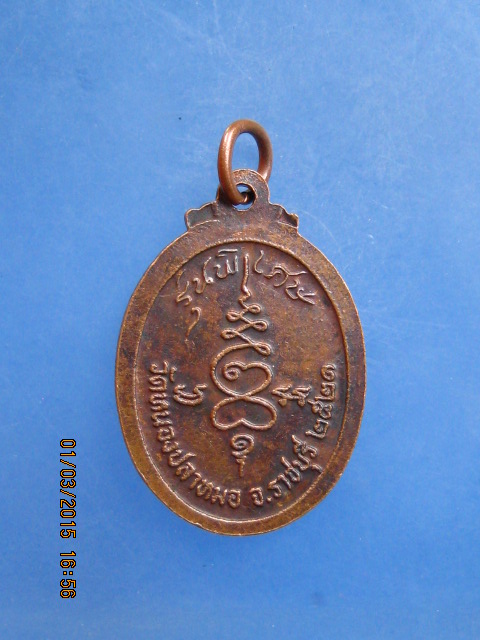 รุ่นพิเศษ
วัดหนองปลาหมอ จ.ราชบุรี ๒๕๒๑
01/03/2015 16:56